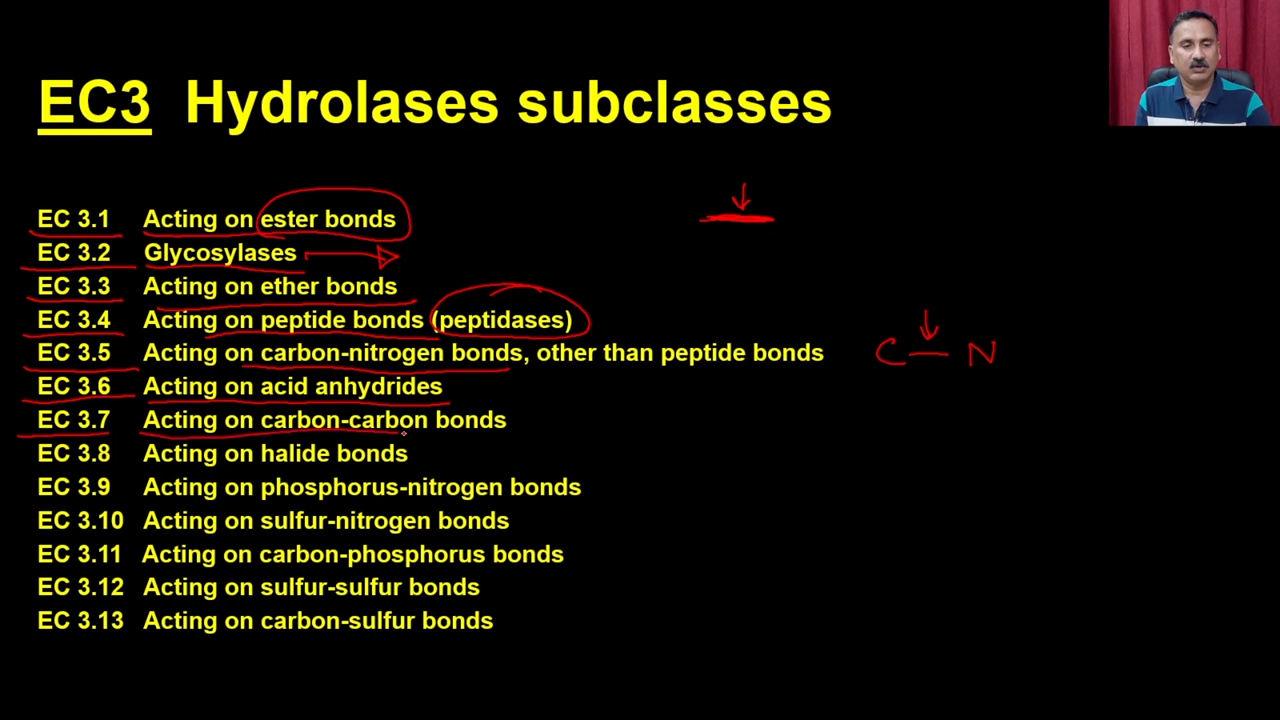 EC3 Hydrolases subclasses
EC 3.1 Acting on ester bonds
EC 3.2 Glycosylases
EC 3.3 Acting on ether bonds
EC 3.4 Acting on peptide bonds (peptidases)
EC 3.5 Acting on carbon-nitrogen bonds, other than peptide bonds C — N
EC 3.6 Acting on acid anhydrides
EC 3.7 Acting on carbon-carbon bonds
EC 3.8 Acting on halide bonds
EC 3.9 Acting on phosphorus-nitrogen bonds
EC 3.10 Acting on sulfur-nitrogen bonds
EC 3.11 Acting on carbon-phosphorus bonds
EC 3.12 Acting on sulfur-sulfur bonds
EC 3.13 Acting on carbon-sulfur bonds